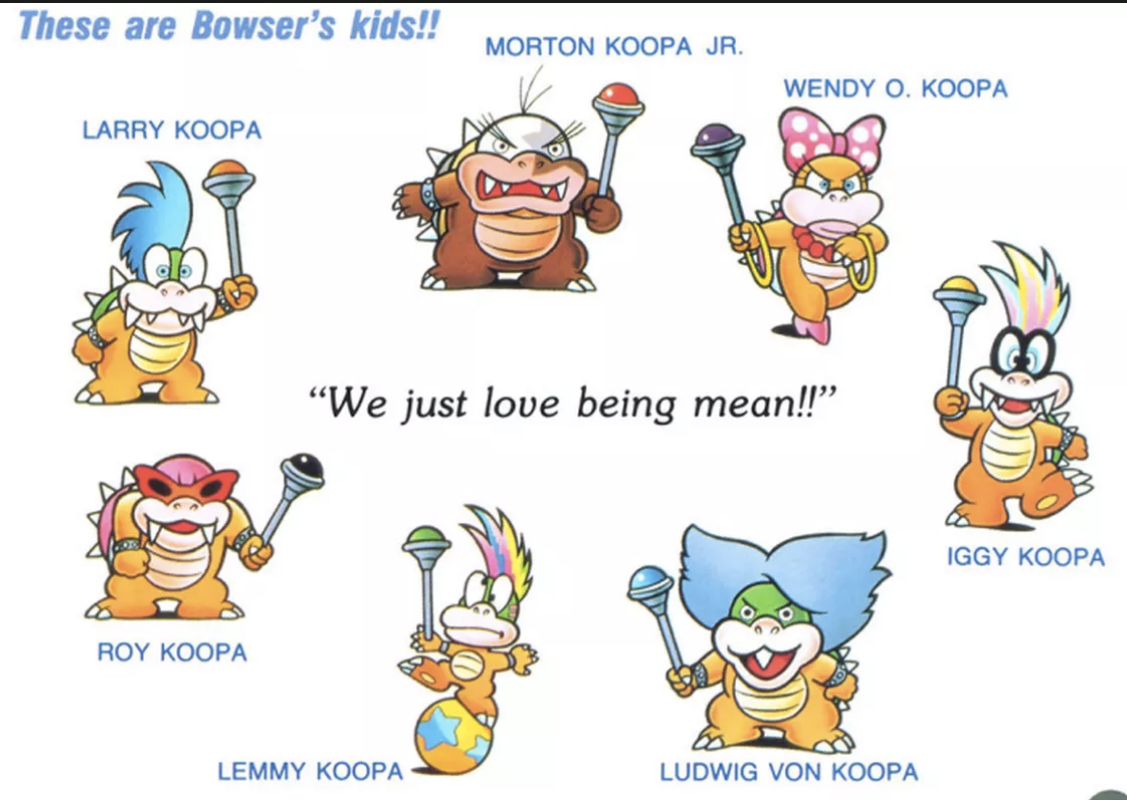 These are Bowser's kids!!
MORTON KOOPA JR.
WENDY O. KOOPA
LARRY KOOPA
“We just love being mean!!”
IGGY KOOPA
ROY KOOPA
LEMMY KOOPA
LUDWIG VON KOOPA